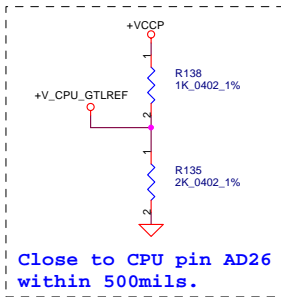 +VCCP
1
R138
1K_0402_1%
+V_CPU_GTLREF
2
1
R135
2K_0402_1%
2
Close to CPU pin AD26
within 500mils.